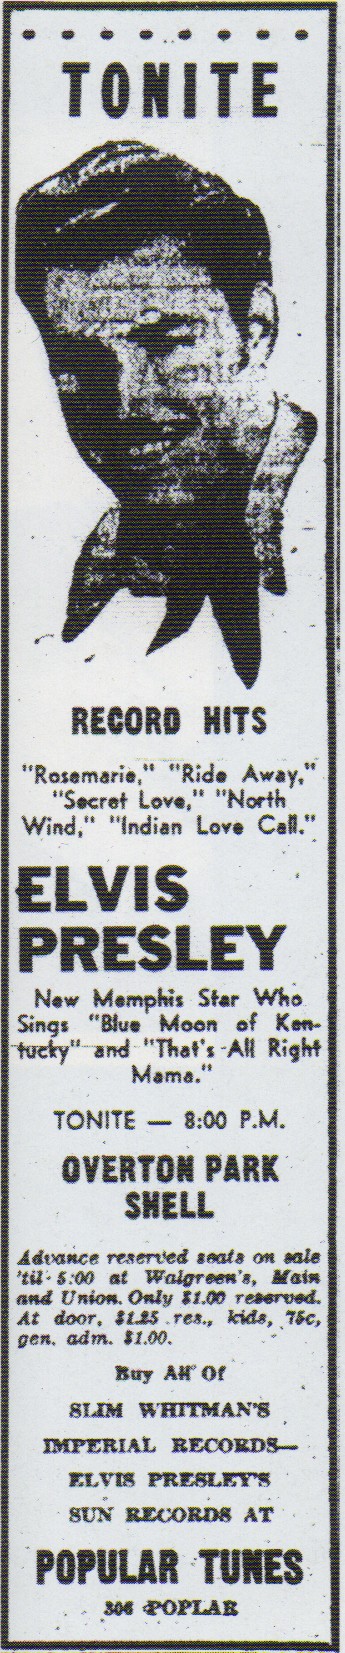 TONITE
RECORD HITS
"Rosemarie," "Ride Away,"
"Secret Love," "North
Wind," "Indian Love Call."
ELVIS
PRESLEY
New Memphis Star Who
Sings "Blue Moon of Ken-
tucky" and "That's All Right
Mama."
TONITE — 8:00 P.M.
OVERTON PARK
SHELL
Advance reserved seats on sale
'til 5:00 at Walgreen's, Main
and Union. Only $1.00 reserved.
At door, $1.25 res., kids, 75c,
gen. adm. $1.00.
Buy All Of
SLIM WHITMAN'S
IMPERIAL RECORDS—
ELVIS PRESLEY'S
SUN RECORDS AT
POPULAR TUNES
306 POPLAR